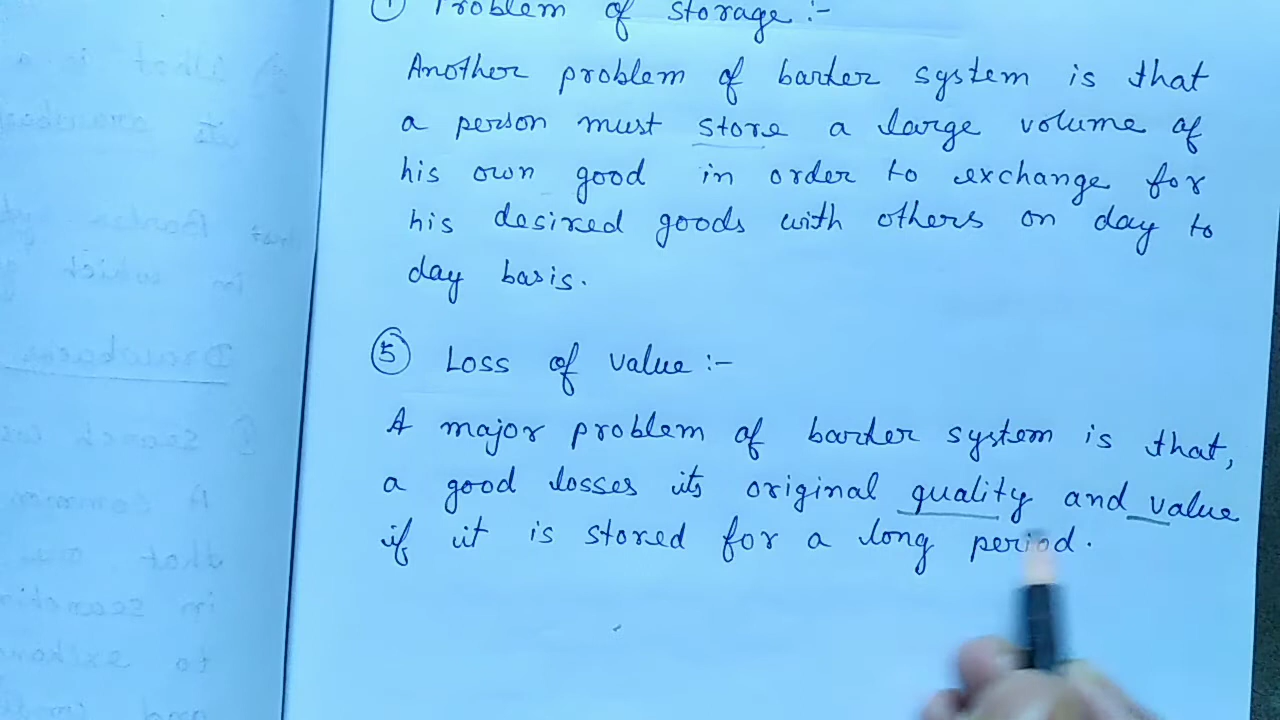 Problem of storage :-
Another problem of barter system is that
a person must store a large volume of
his own good in order to exchange for
his desired goods with others on day to
day basis.
⑤ Loss of value :-
A major problem of barter system is that,
a good losses its original quality and value
if it is stored for a long period.